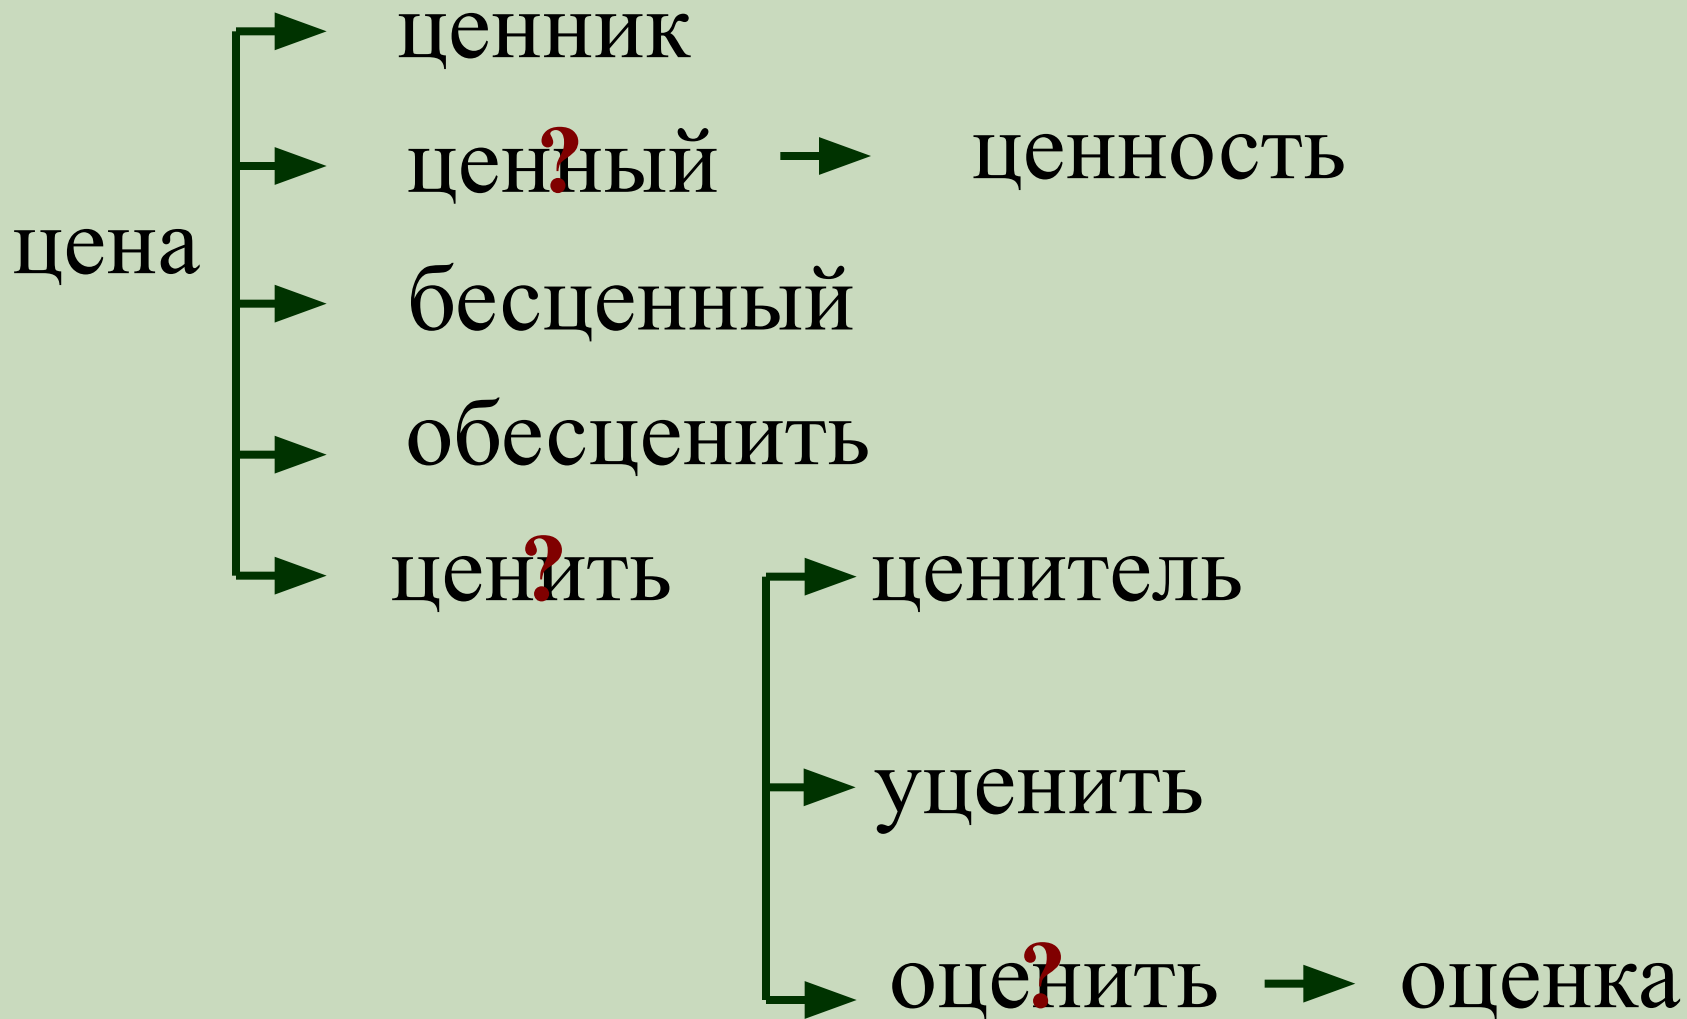 ценник
ценный ?
ценность
цена
бесценный
обесценить
ценить ?
ценитель
уценить
оценить ?
оценка